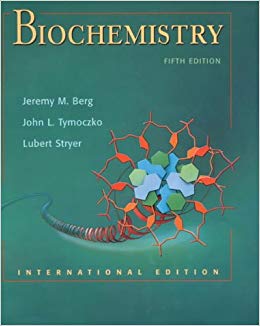 BIOCHEMISTRY
FIFTH EDITION
Jeremy M. Berg
John L. Tymoczko
Lubert Stryer
INTERNATIONAL EDITION